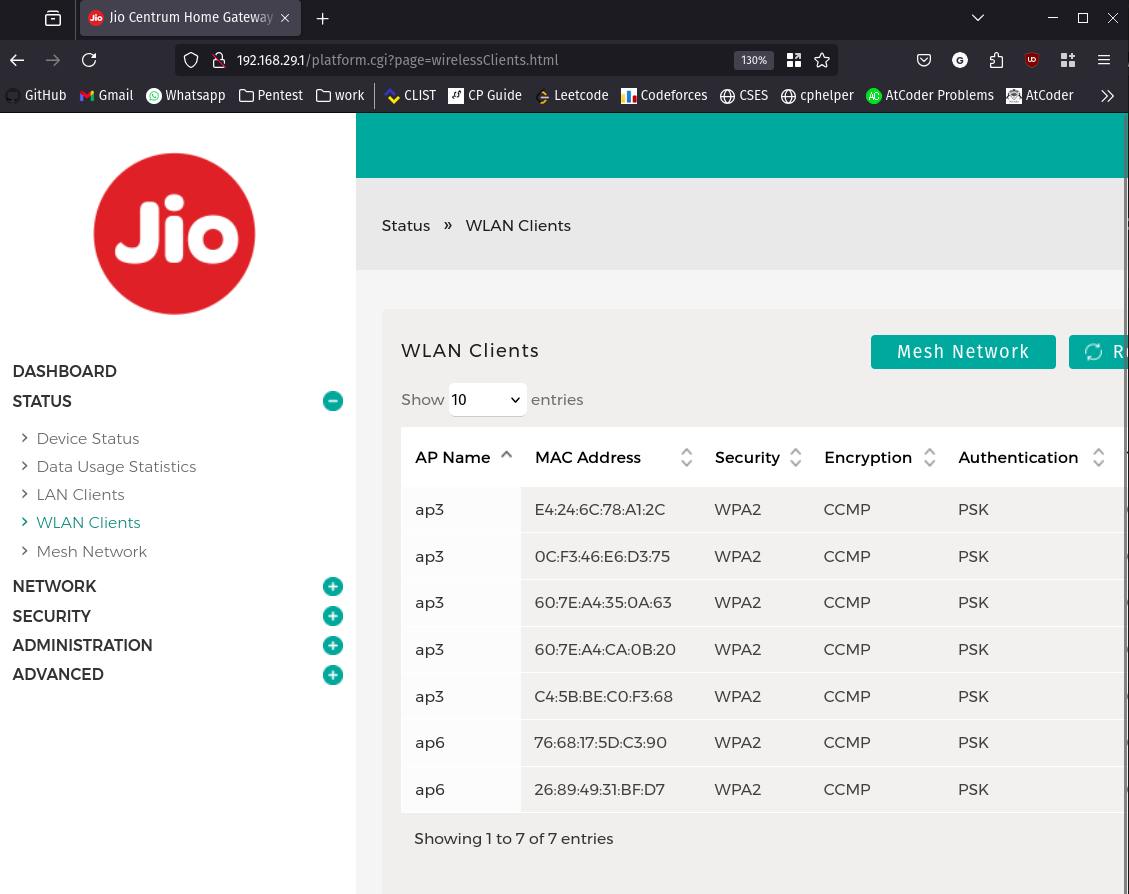 Jio Centrum Home Gateway
192.168.29.1/platform.cgi?page=wirelessClients.html 130%
GitHub Gmail Whatsapp Pentest work CLIST CP Guide Leetcode Codeforces CSES cphelper AtCoder Problems AtCoder
Jio
DASHBOARD
STATUS
Device Status
Data Usage Statistics
LAN Clients
WLAN Clients
Mesh Network
NETWORK
SECURITY
ADMINISTRATION
ADVANCED
Status » WLAN Clients
WLAN Clients Mesh Network
Show 10 entries
AP Name MAC Address Security Encryption Authentication
ap3 E4:24:6C:78:A1:2C WPA2 CCMP PSK
ap3 0C:F3:46:E6:D3:75 WPA2 CCMP PSK
ap3 60:7E:A4:35:0A:63 WPA2 CCMP PSK
ap3 60:7E:A4:CA:0B:20 WPA2 CCMP PSK
ap3 C4:5B:BE:C0:F3:68 WPA2 CCMP PSK
ap6 76:68:17:5D:C3:90 WPA2 CCMP PSK
ap6 26:89:49:31:BF:D7 WPA2 CCMP PSK
Showing 1 to 7 of 7 entries